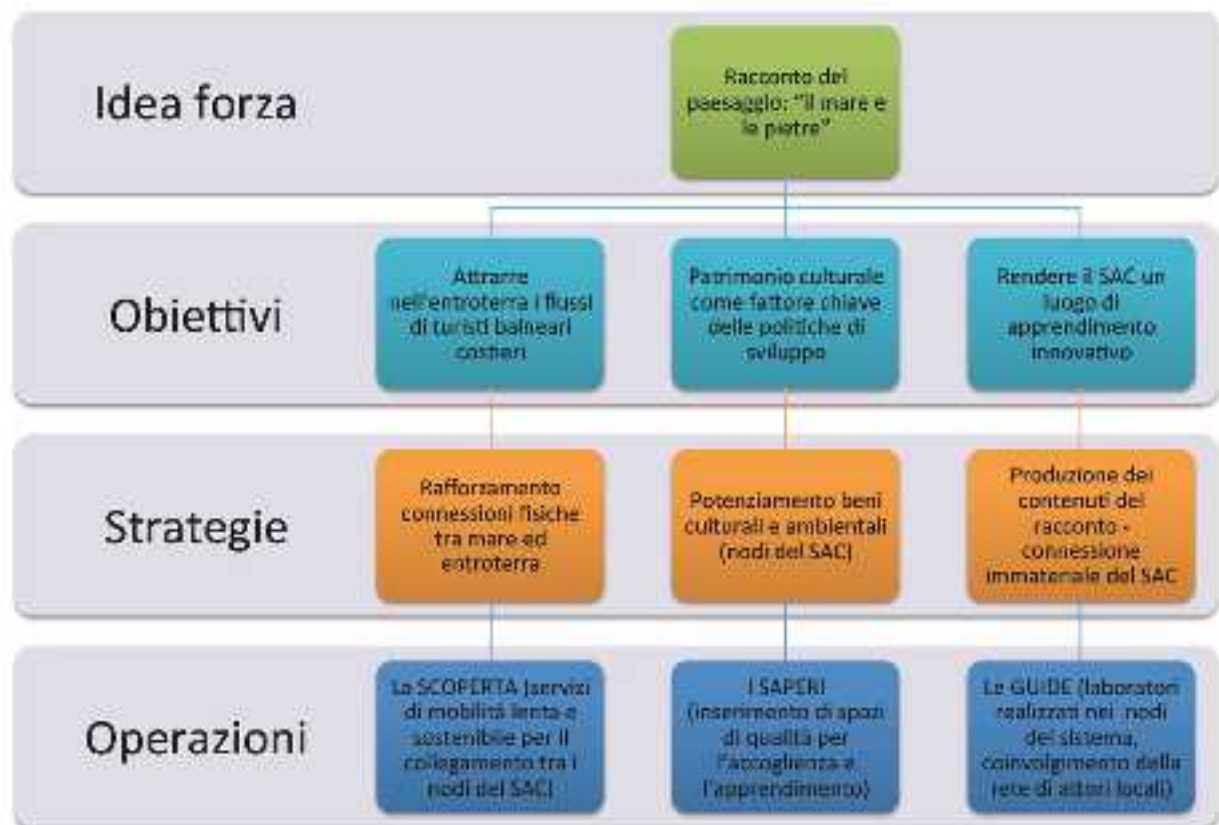 Idea forza
Racconto del
paesaggio: "il mare e
le pietre"
Obiettivi
Attrarre
nell'entroterra i flussi
di turisti balneari
costieri
Patrimonio culturale
come fattore chiave
delle politiche di
sviluppo
Rendere il SAC un
luogo di
apprendimento
innovativo
Strategie
Rafforzamento
connessioni fisiche
tra mare ed
entroterra
Potenziamento beni
culturali e ambientali
(nodi del SAC)
Produzione dei
contenuti del
racconto -
connessione
immateriale del SAC
Operazioni
La SCOPERTA (servizi
di mobilità lenta e
sostenibile per il
collegamento tra i
nodi del SAC)
I SAPERI
(inserimento di spazi
di qualità per
l'accoglienza e
l'apprendimento)
Le GUIDE (laboratori
realizzati nei nodi
del sistema,
coinvolgimento della
rete di attori locali)